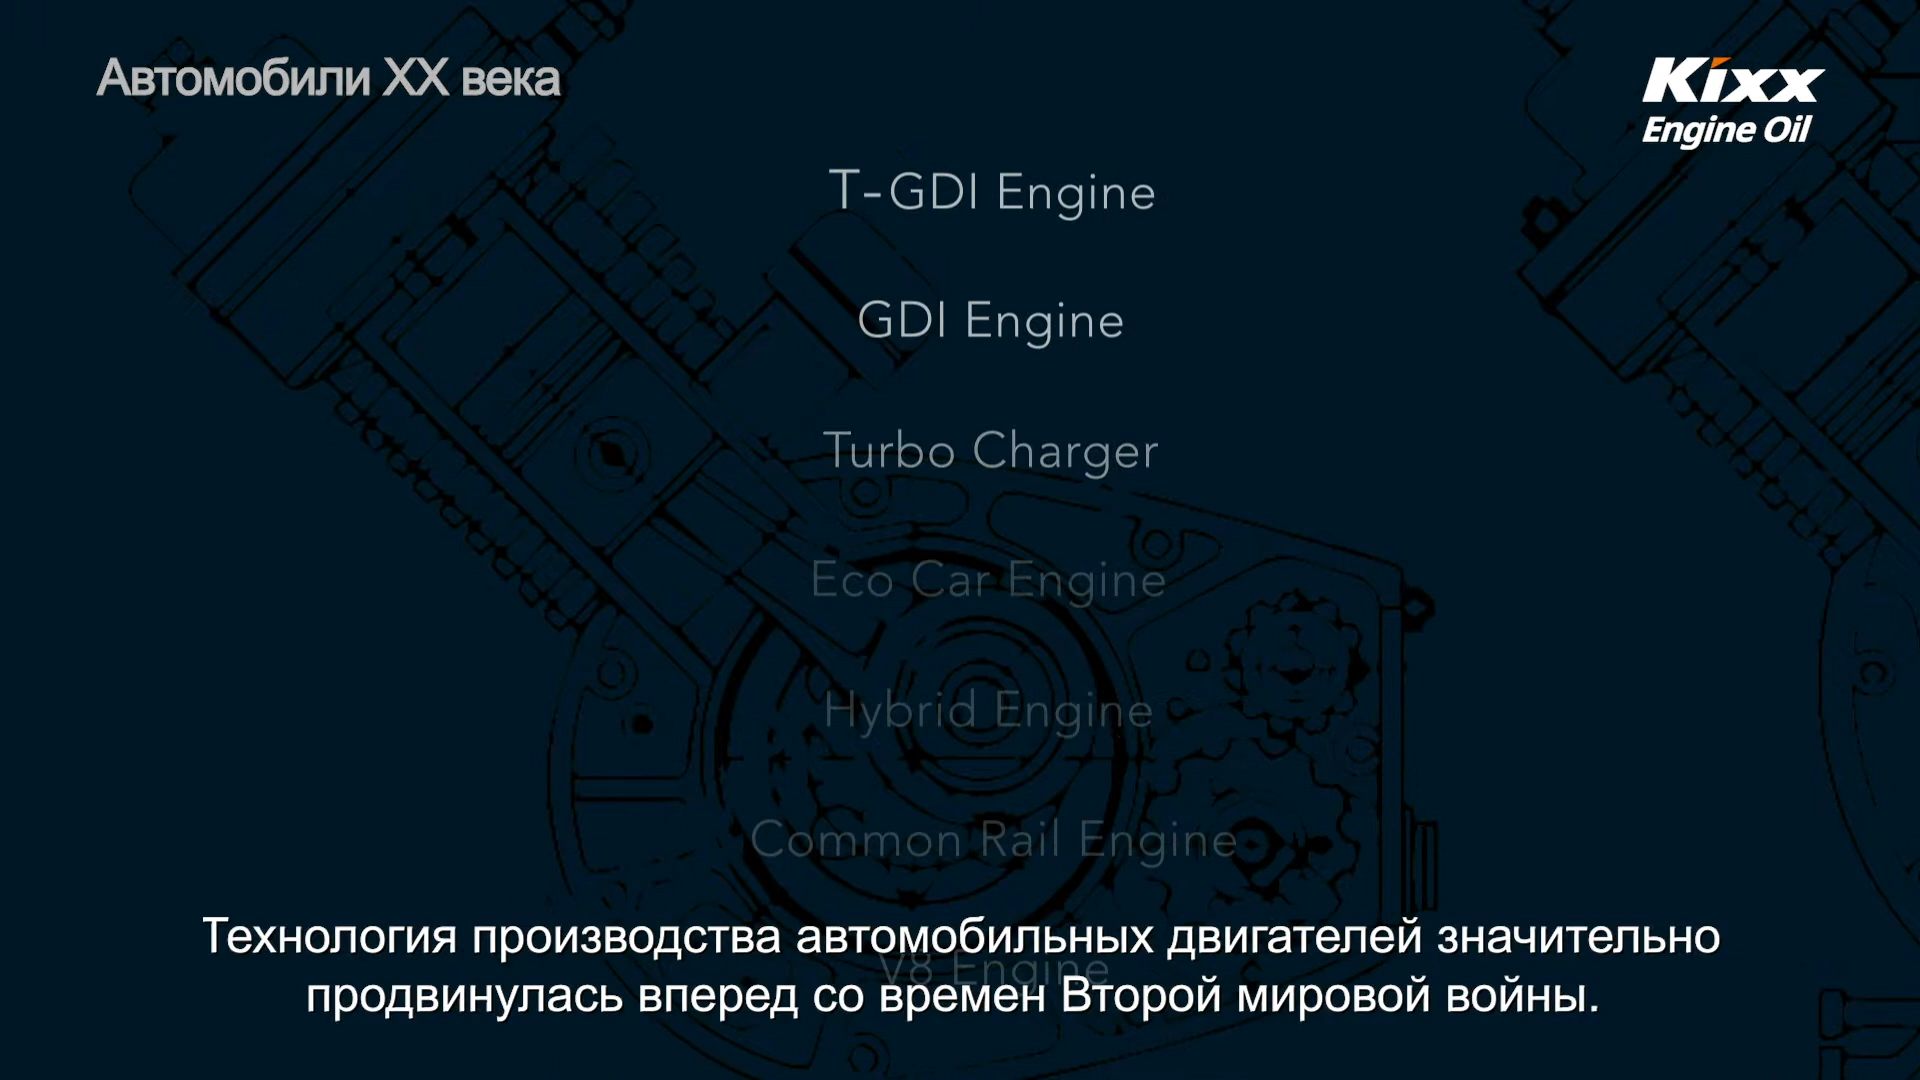 Автомобили XX века
Kixx
Engine Oil
T-GDI Engine
GDI Engine
Turbo Charger
Eco Car Engine
Hybrid Engine
Common Rail Engine
V8 Engine
Технология производства автомобильных двигателей значительно
продвинулась вперед со времен Второй мировой войны.